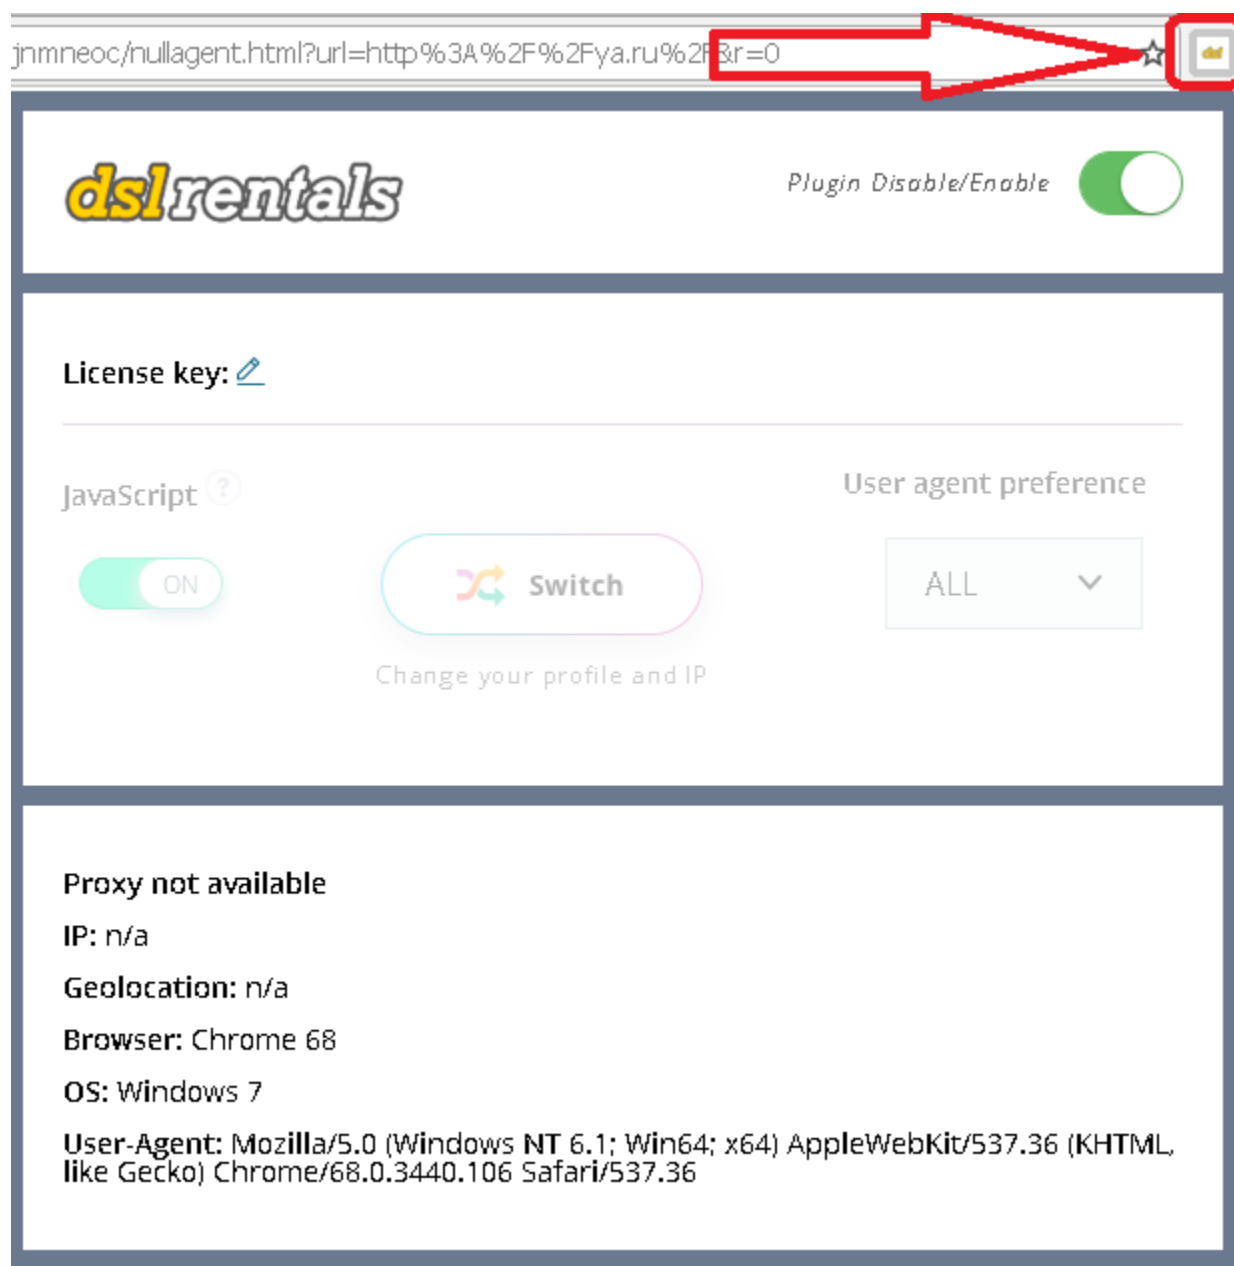 jnmneoc/nullagent.html?url=http%3A%2F%2Fya.ru%2F&r=0
dsl
dslrentals
Plugin Disable/Enable
License key:
JavaScript ?
User agent preference
ON
Switch
ALL
Change your profile and IP
Proxy not available
IP: n/a
Geolocation: n/a
Browser: Chrome 68
OS: Windows 7
User-Agent: Mozilla/5.0 (Windows NT 6.1; Win64; x64) AppleWebKit/537.36 (KHTML,
like Gecko) Chrome/68.0.3440.106 Safari/537.36